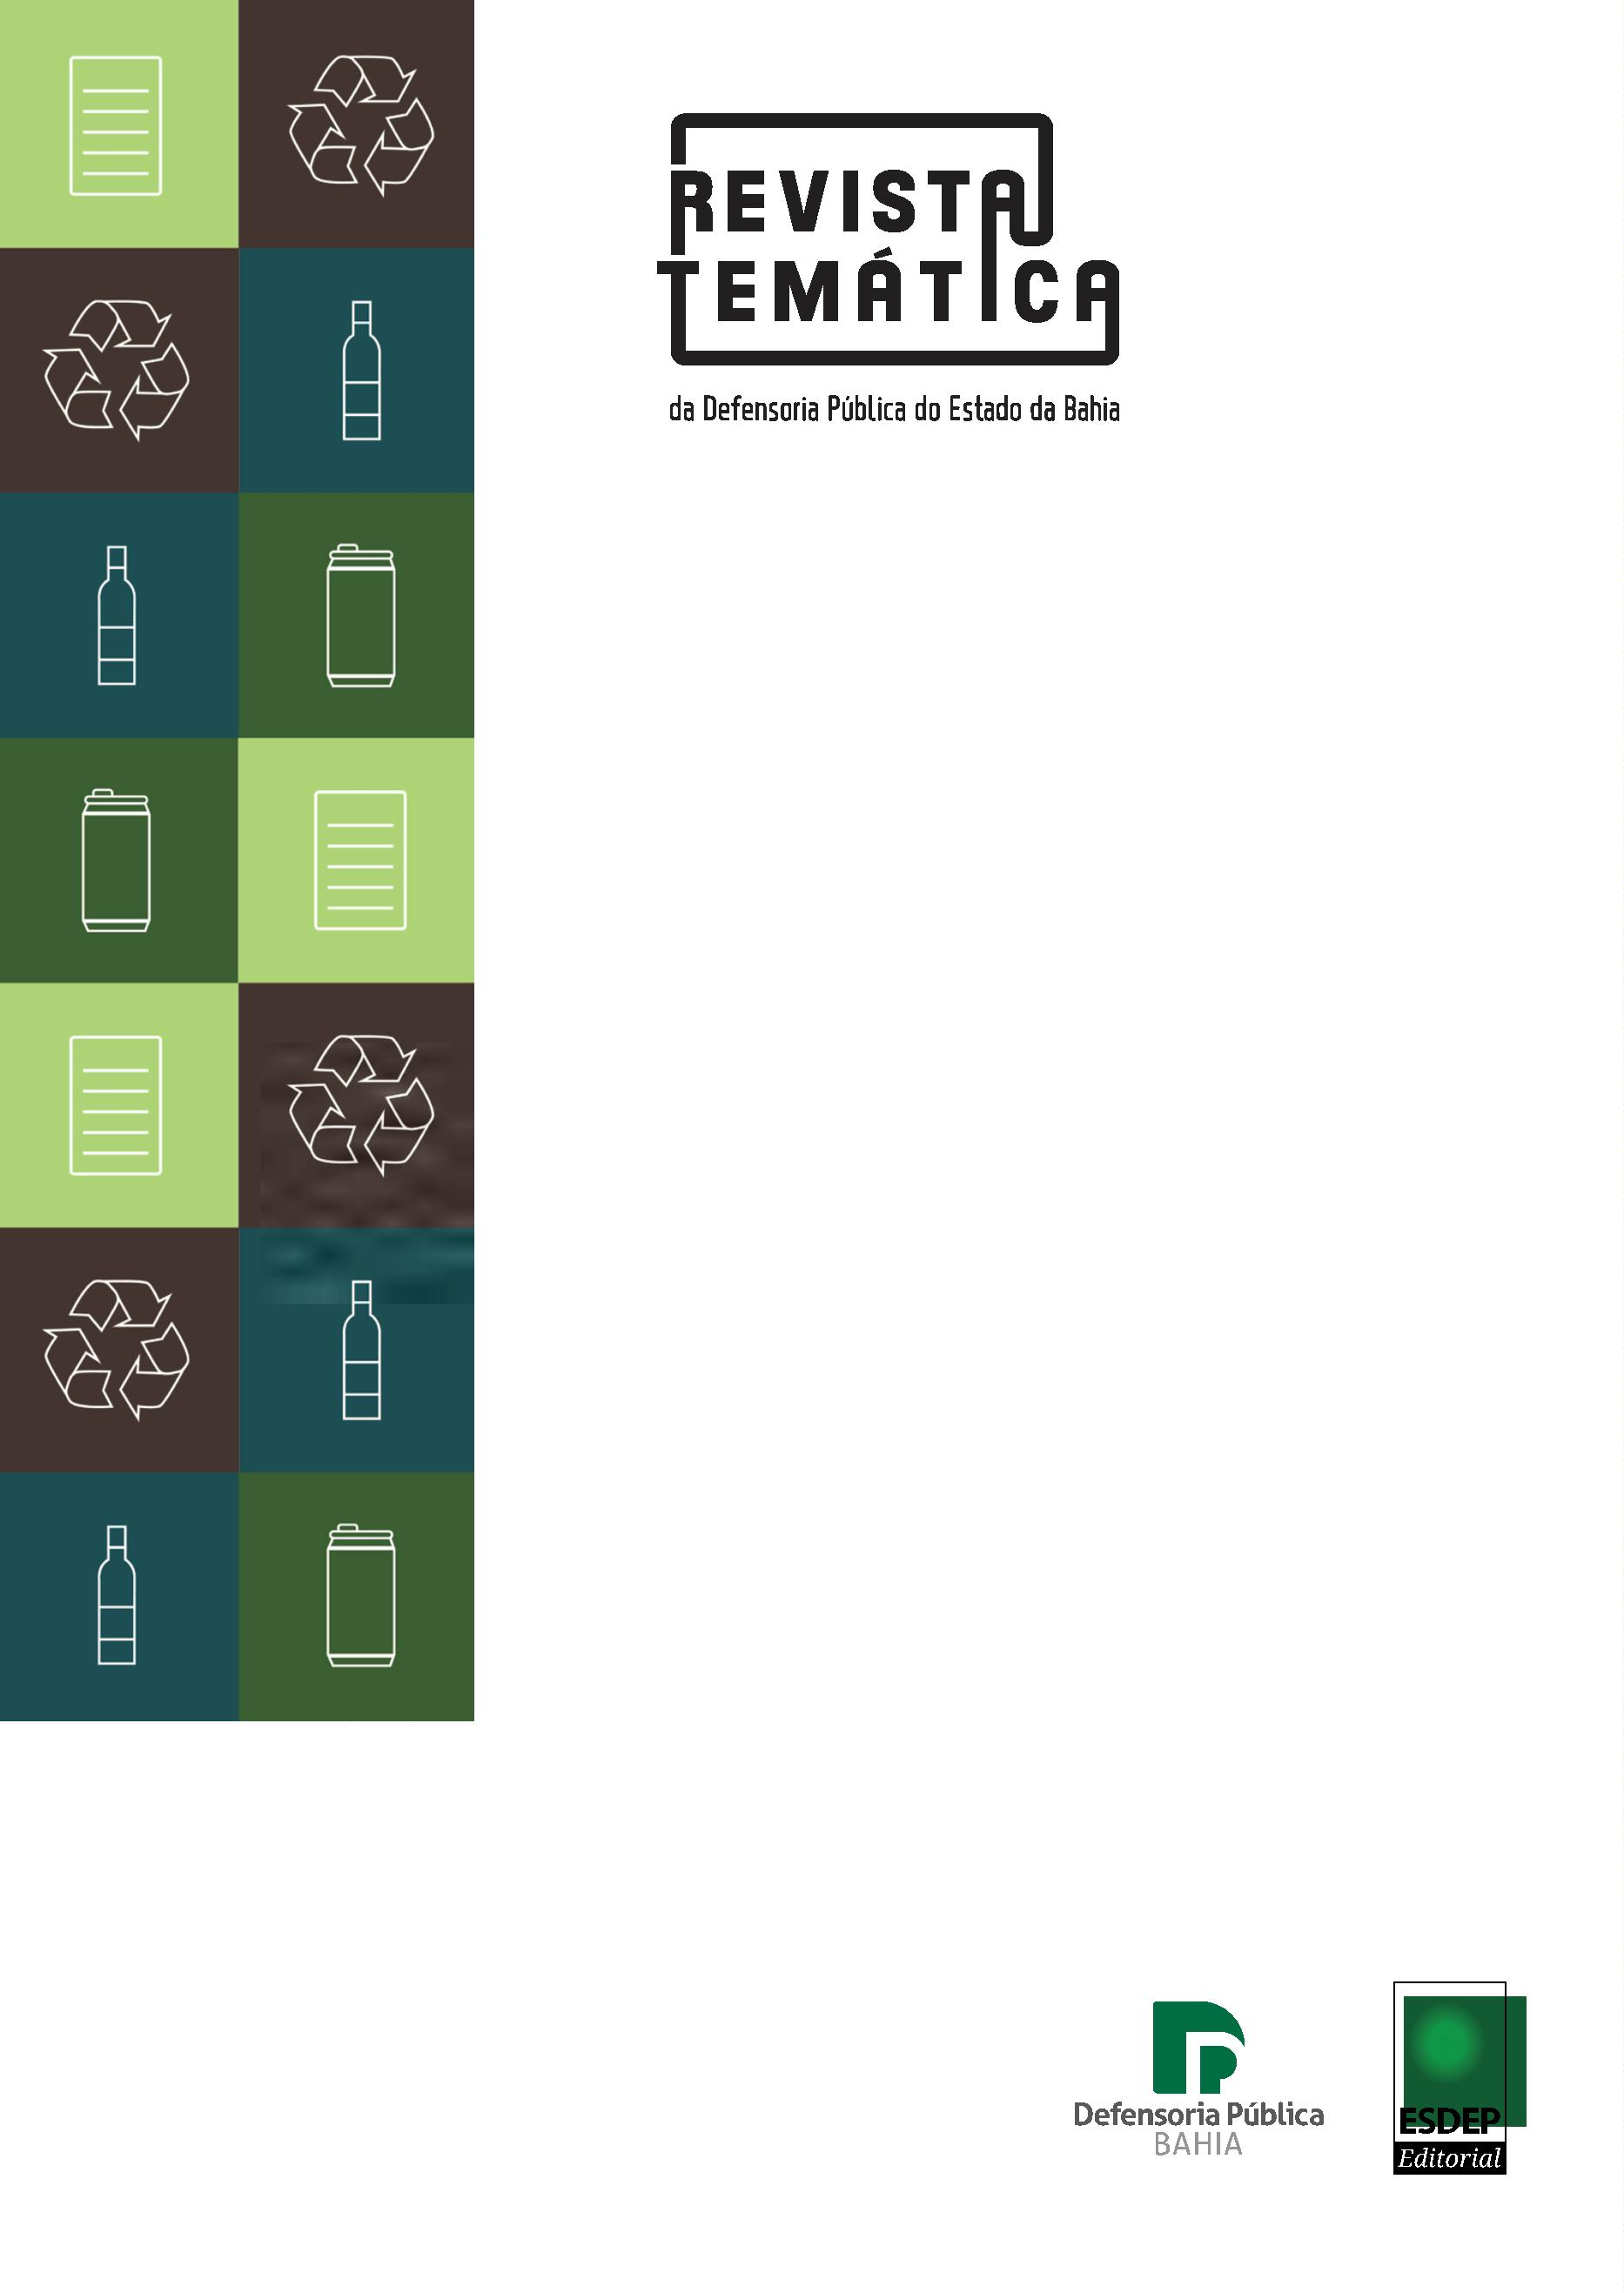 REVISTA
TEMÁTICA
da Defensoria Pública do Estado da Bahia
Defensoria Pública
BAHIA
ESDEP
Editorial